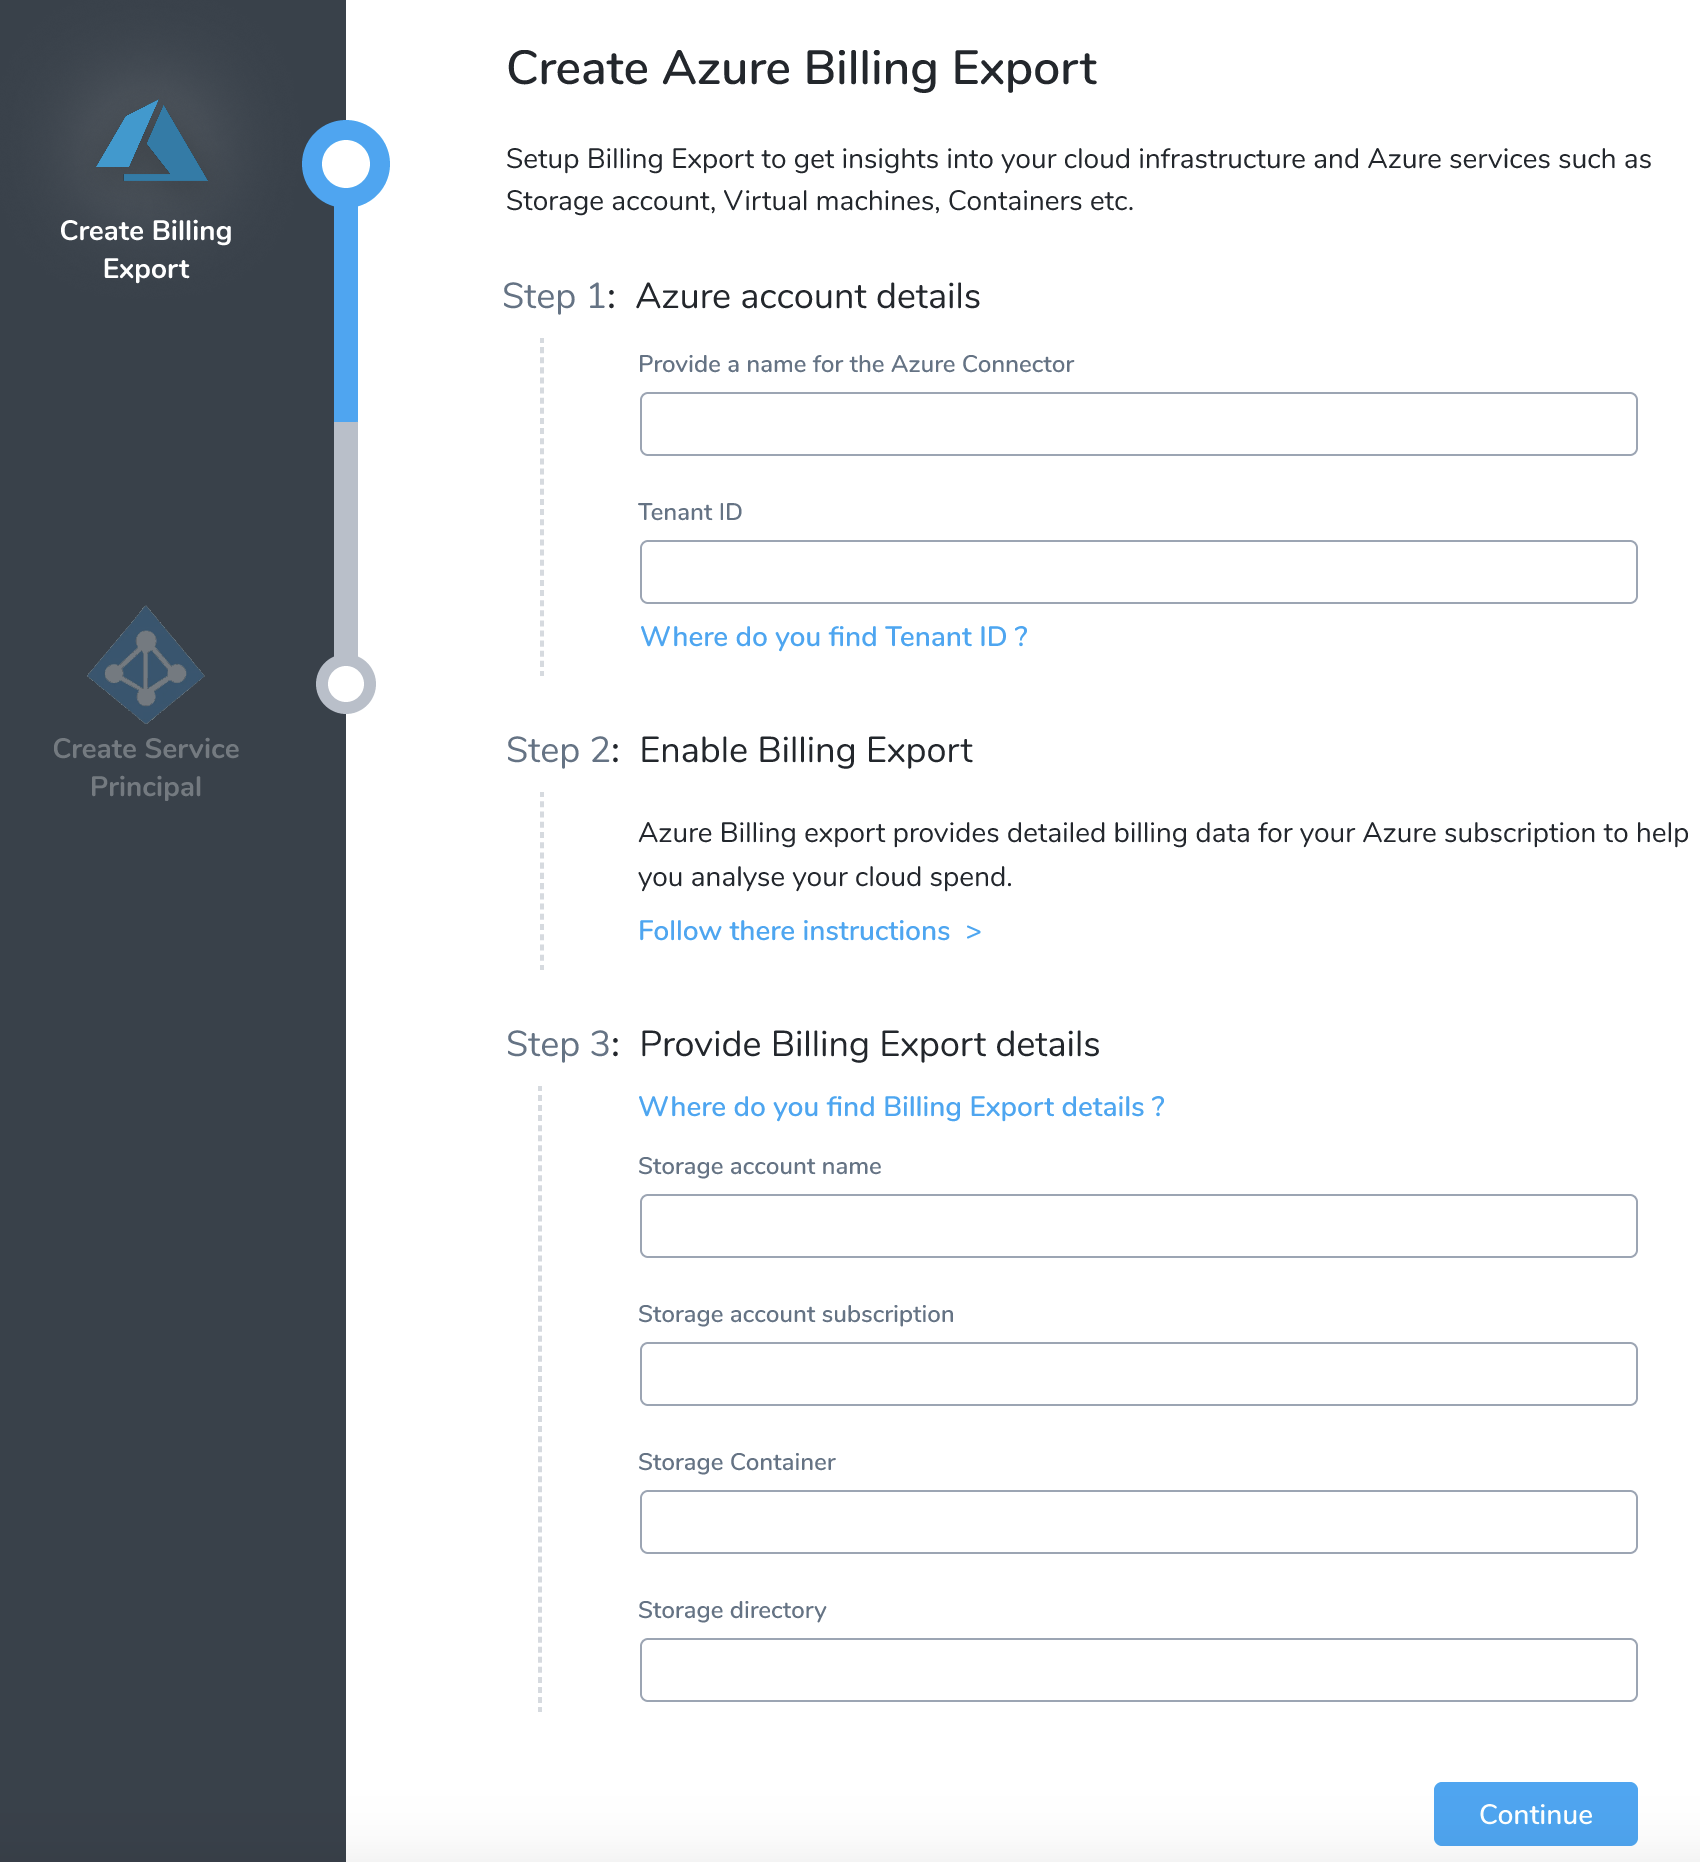 Create Billing
Export
Create Service
Principal
Create Azure Billing Export
Setup Billing Export to get insights into your cloud infrastructure and Azure services such as
Storage account, Virtual machines, Containers etc.
Step 1: Azure account details
Provide a name for the Azure Connector
Tenant ID
Where do you find Tenant ID ?
Step 2: Enable Billing Export
Azure Billing export provides detailed billing data for your Azure subscription to help
you analyse your cloud spend.
Follow there instructions >
Step 3: Provide Billing Export details
Where do you find Billing Export details ?
Storage account name
Storage account subscription
Storage Container
Storage directory
Continue